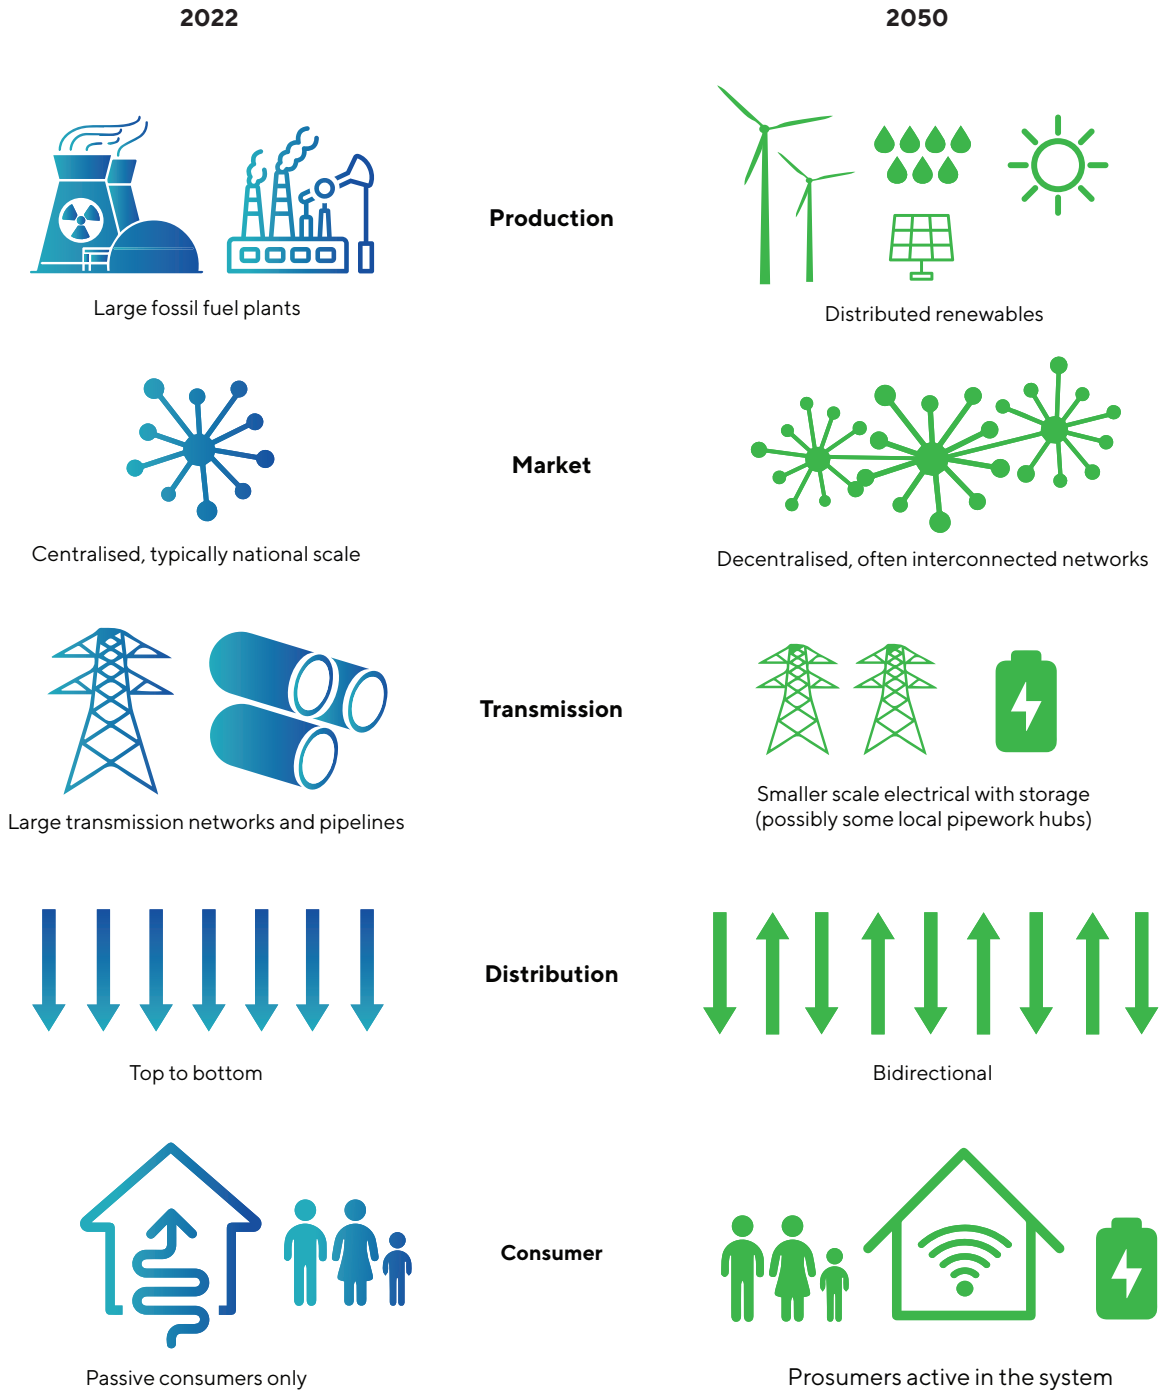 2022
2050
Production
Large fossil fuel plants
Distributed renewables
Market
Centralised, typically national scale
Decentralised, often interconnected networks
Transmission
Large transmission networks and pipelines
Smaller scale electrical with storage
(possibly some local pipework hubs)
Distribution
Top to bottom
Bidirectional
Consumer
Passive consumers only
Prosumers active in the system